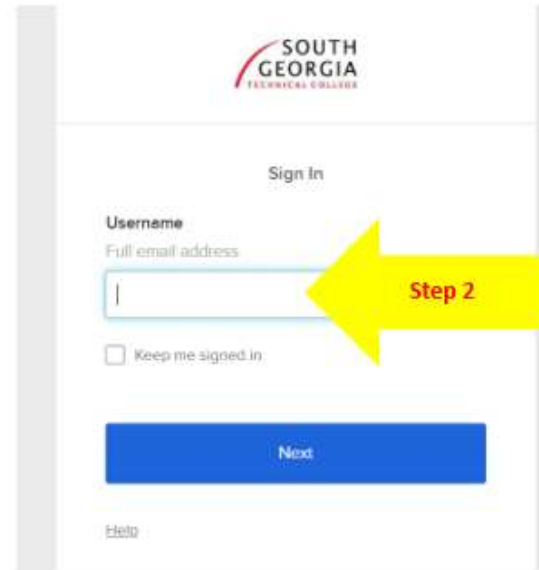 SOUTH
GEORGIA
TECHNICAL COLLEGE
Sign In
Username
Full email address
Step 2
Keep me signed in
Next
Help